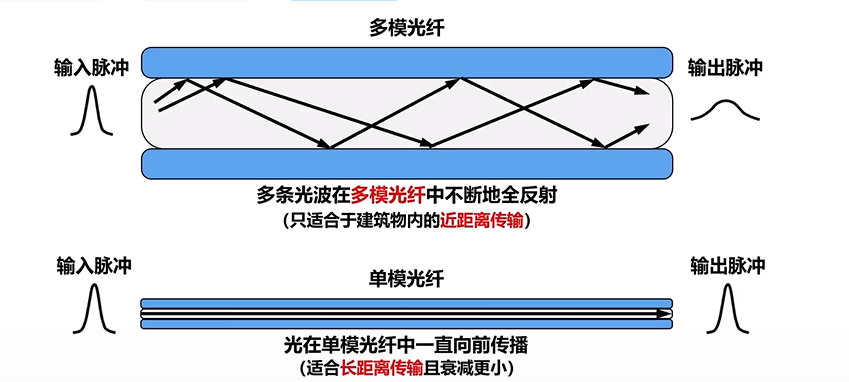 多模光纤
输入脉冲
输出脉冲
多条光波在多模光纤中不断地全反射
（只适合于建筑物内的近距离传输）
输入脉冲
单模光纤
输出脉冲
光在单模光纤中一直向前传播
（适合长距离传输且衰减更小）